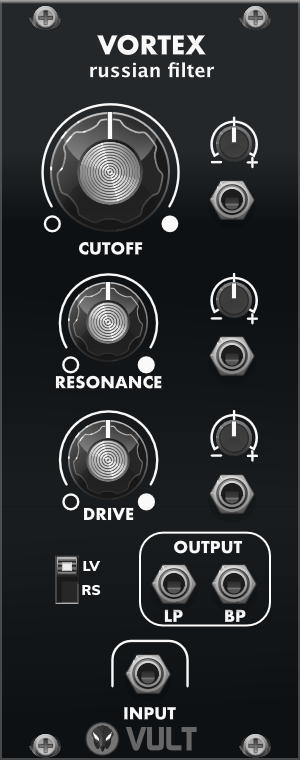 VORTEX
russian filter
- +
CUTOFF
- +
RESONANCE
- +
DRIVE
OUTPUT
LV
RS
LP BP
INPUT
VULT